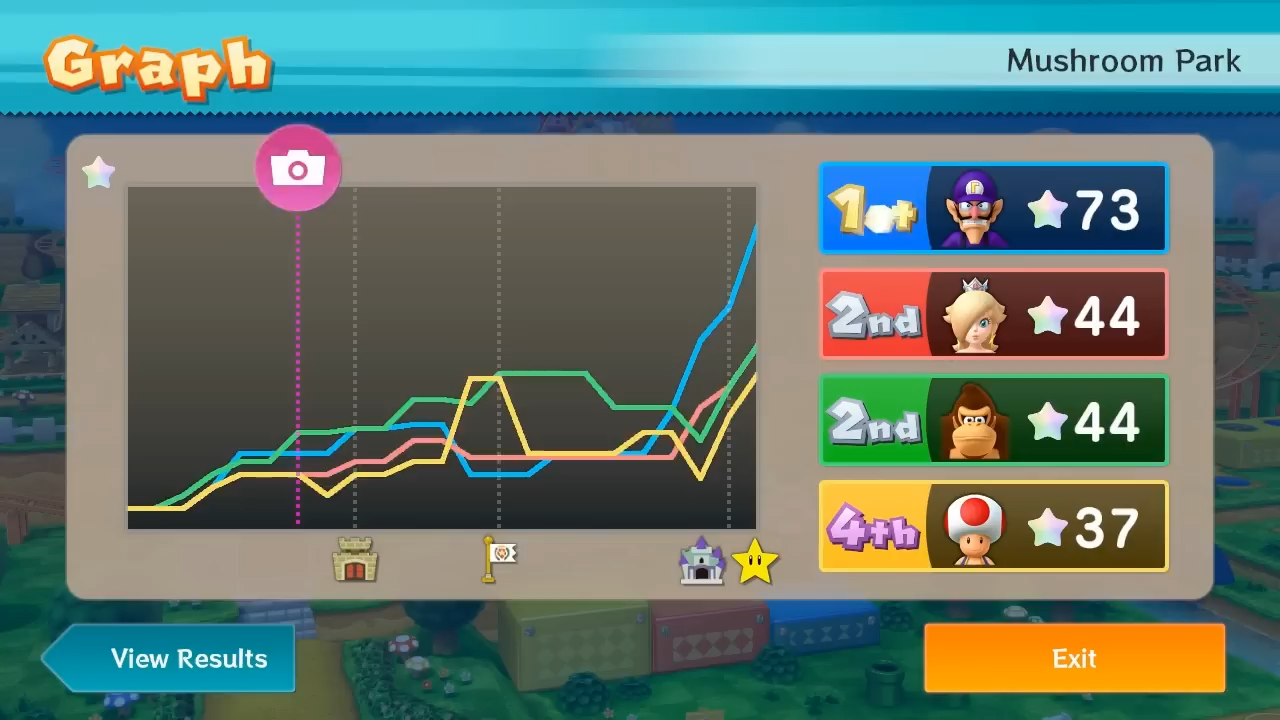 Graph
Mushroom Park
1st 73
2nd 44
2nd 44
4th 37
View Results
Exit